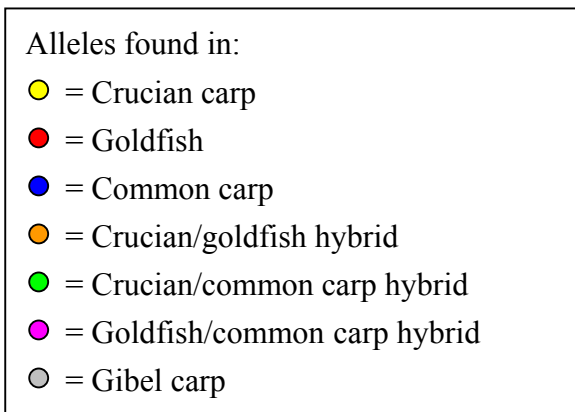 Alleles found in:
= Crucian carp
= Goldfish
= Common carp
= Crucian/goldfish hybrid
= Crucian/common carp hybrid
= Goldfish/common carp hybrid
= Gibel carp